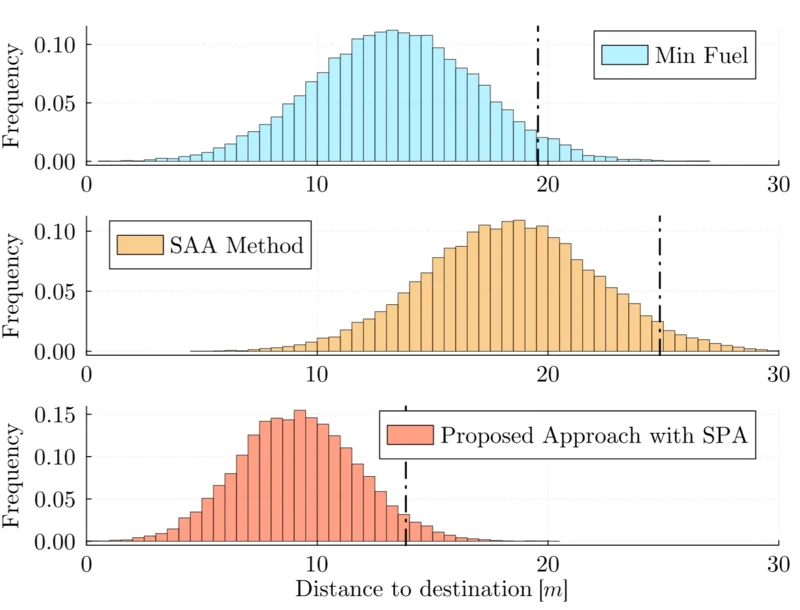 Frequency
0.10
0.05
0.00
Min Fuel
0 10 20 30
Frequency
0.10
0.05
0.00
SAA Method
0 10 20 30
Frequency
0.15
0.10
0.05
0.00
Proposed Approach with SPA
0 10 20 30
Distance to destination [m]